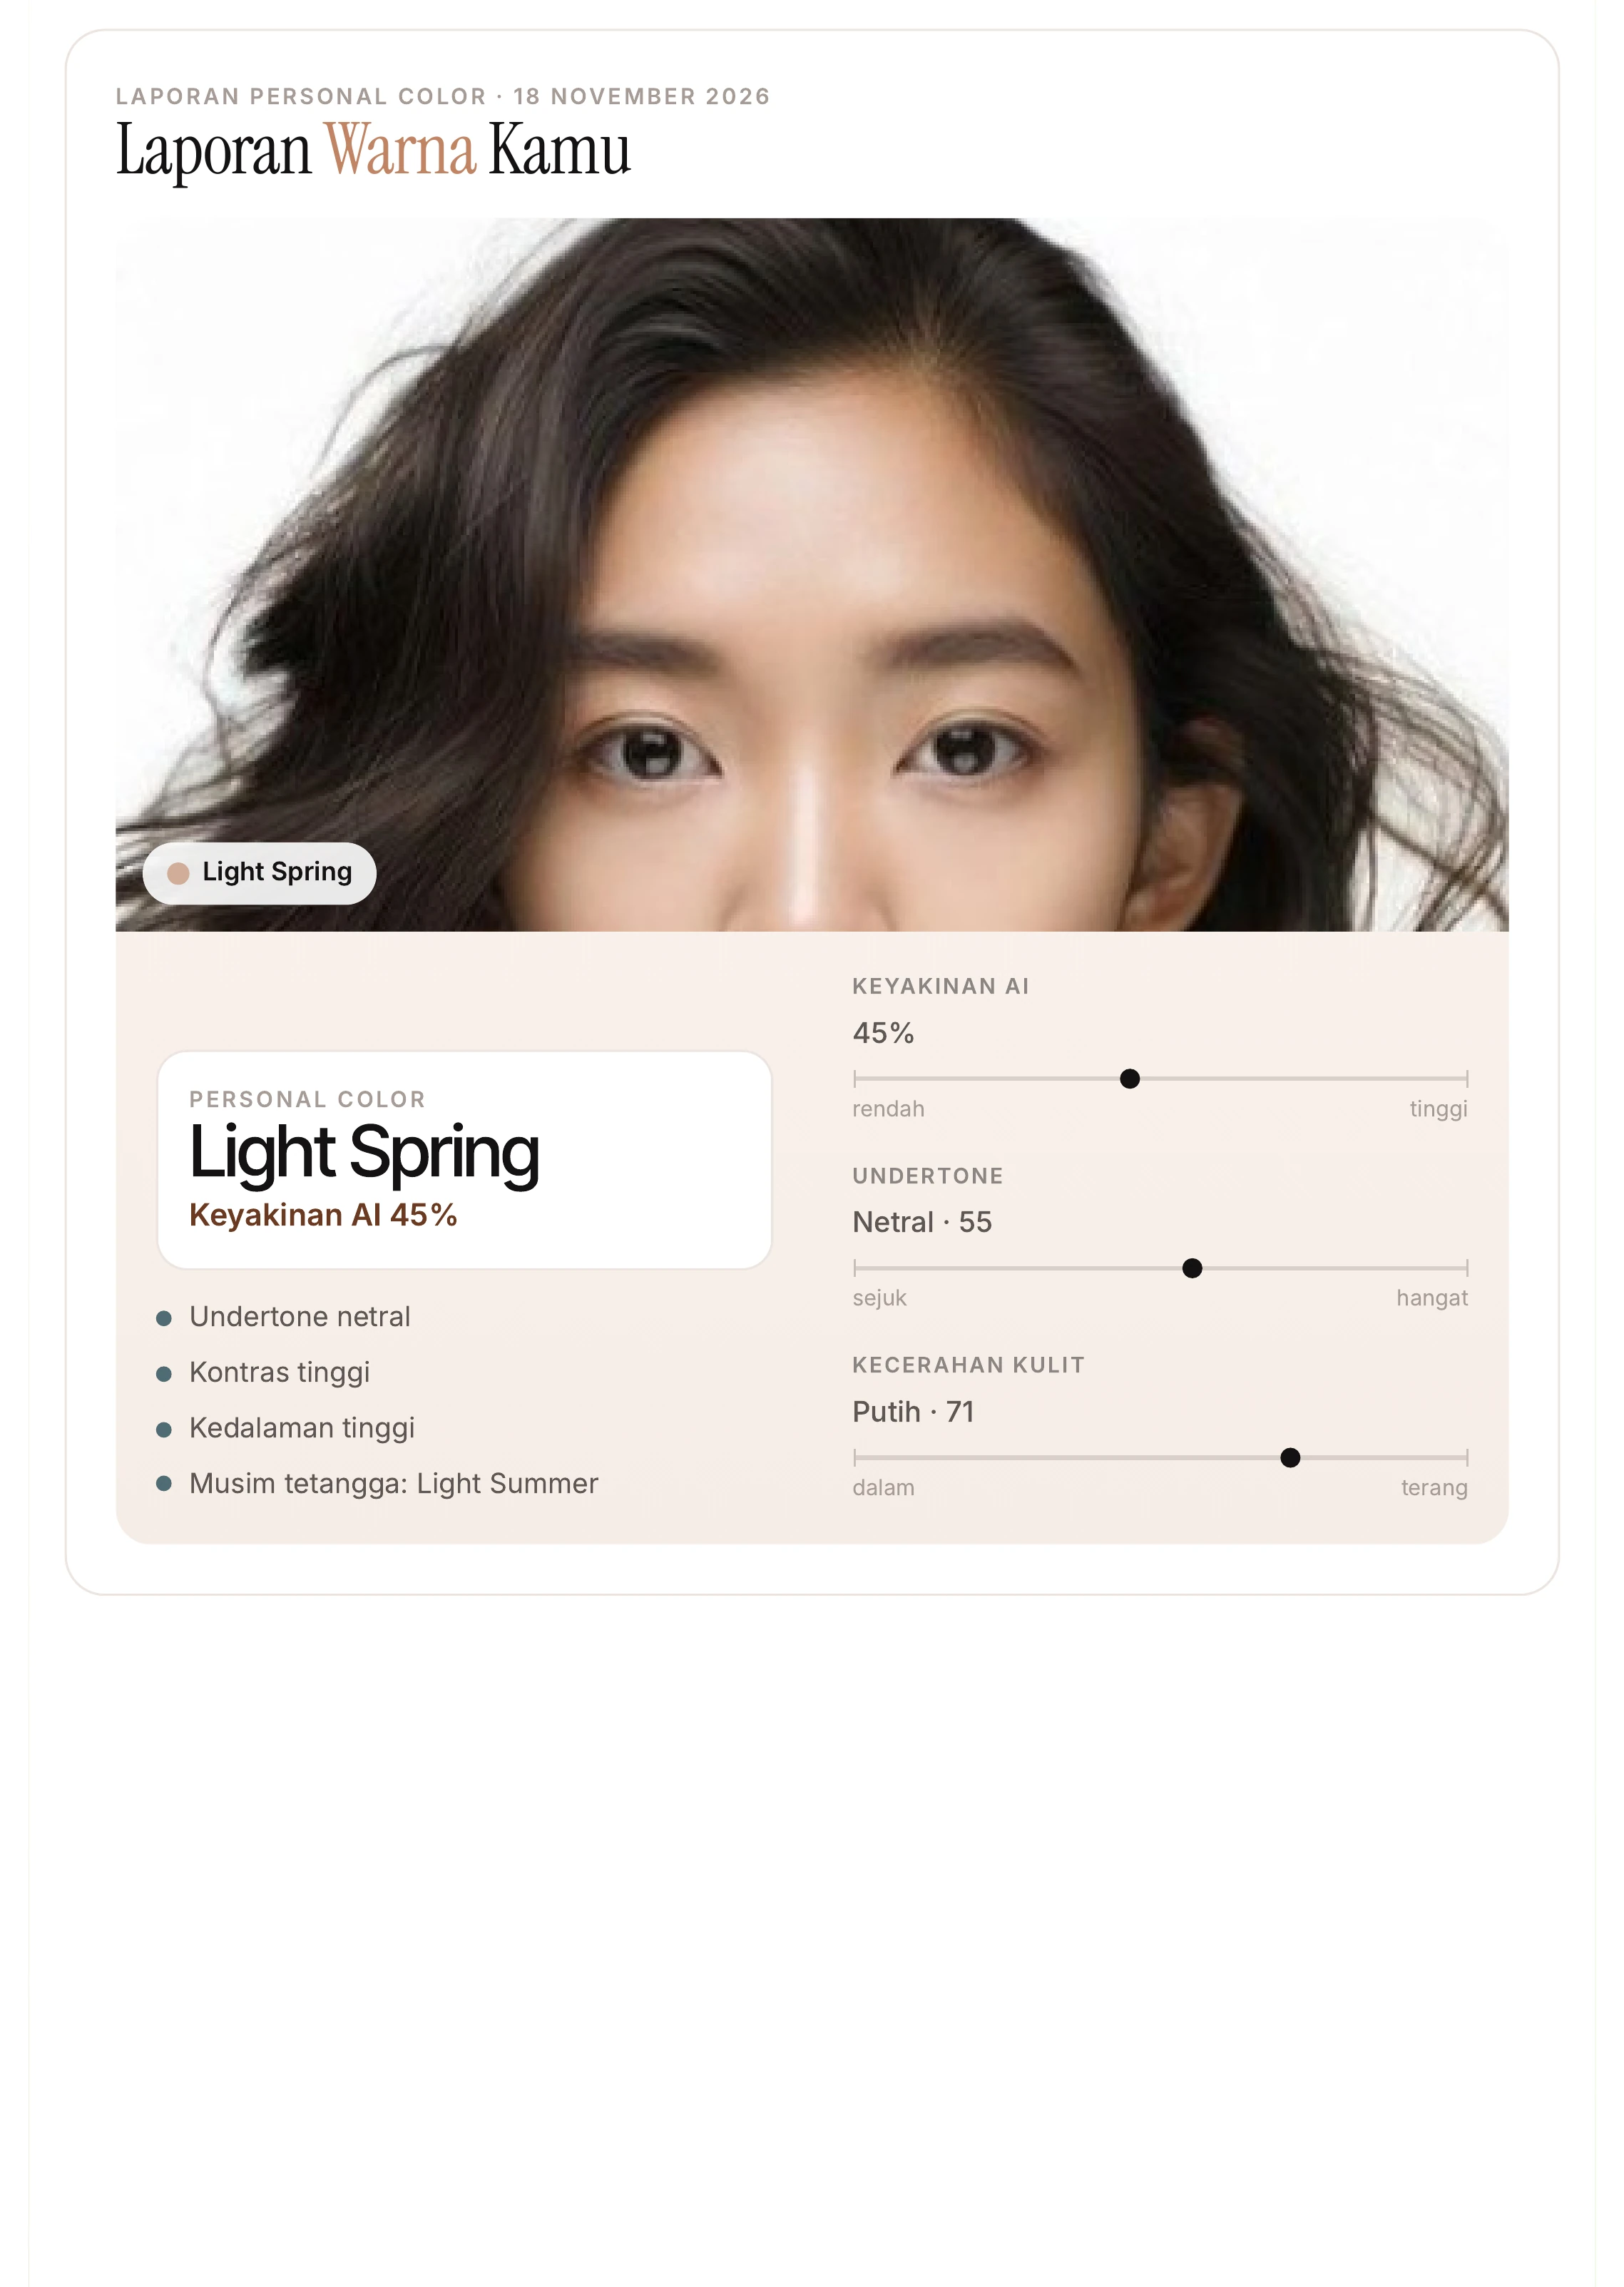 LAPORAN PERSONAL COLOR · 18 NOVEMBER 2026
Laporan Warna Kamu
Light Spring
PERSONAL COLOR
Light Spring
Keyakinan AI 45%
Undertone netral
Kontras tinggi
Kedalaman tinggi
Musim tetangga: Light Summer
KEYAKINAN AI
45%
rendah tinggi
UNDERTONE
Netral · 55
sejuk hangat
KECERAHAN KULIT
Putih · 71
dalam terang